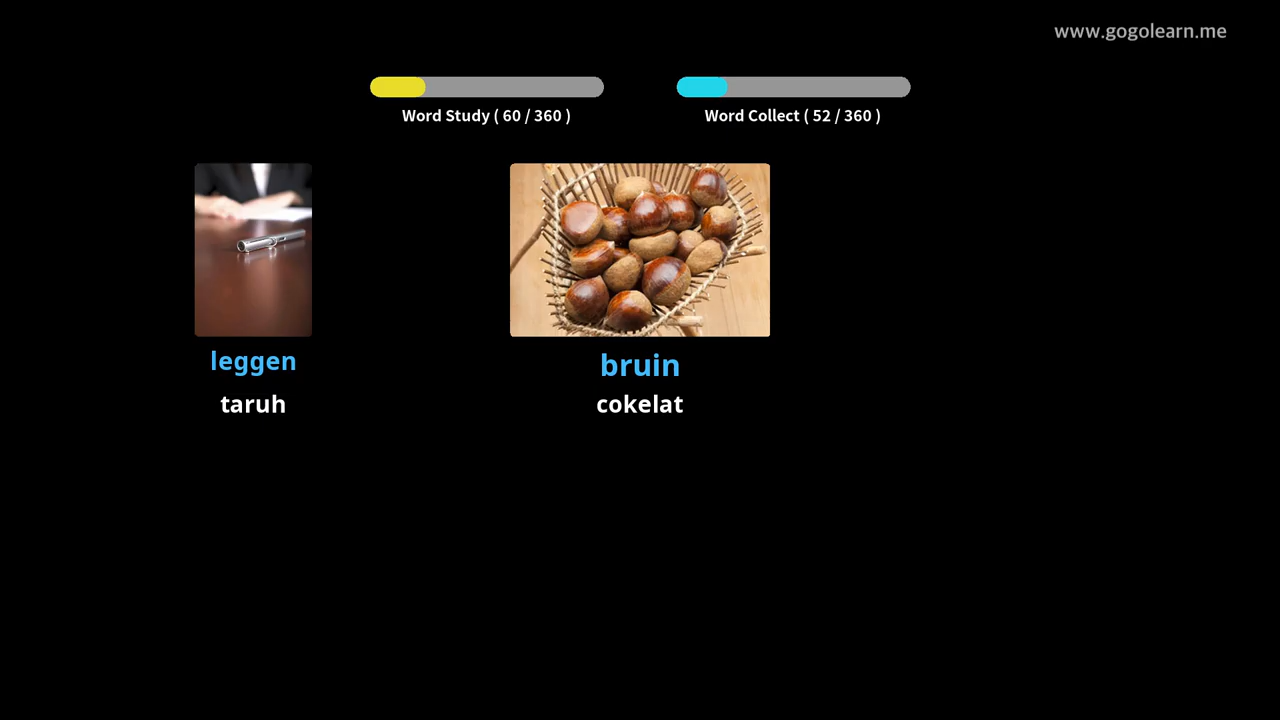 www.gogolearn.me
Word Study ( 60 / 360 )
Word Collect ( 52 / 360 )
leggen
taruh
bruin
cokelat